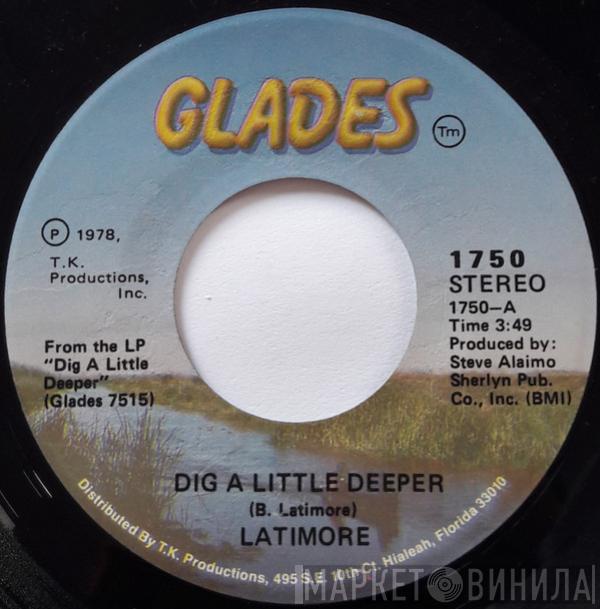 GLADES
Tm
P 1978,
T.K.
Productions,
Inc.
From the LP
"Dig A Little
Deeper"
(Glades 7515)
1750
STEREO
1750–A
Time 3:49
Produced by:
Steve Alaimo
Sherlyn Pub.
Co., Inc. (BMI)
DIG A LITTLE DEEPER
(B. Latimore)
LATIMORE
Distributed By T.K. Productions, 495 S.E. 10th Ct. Hialeah, Florida 33010
МАРКЕТ ВИНИЛА